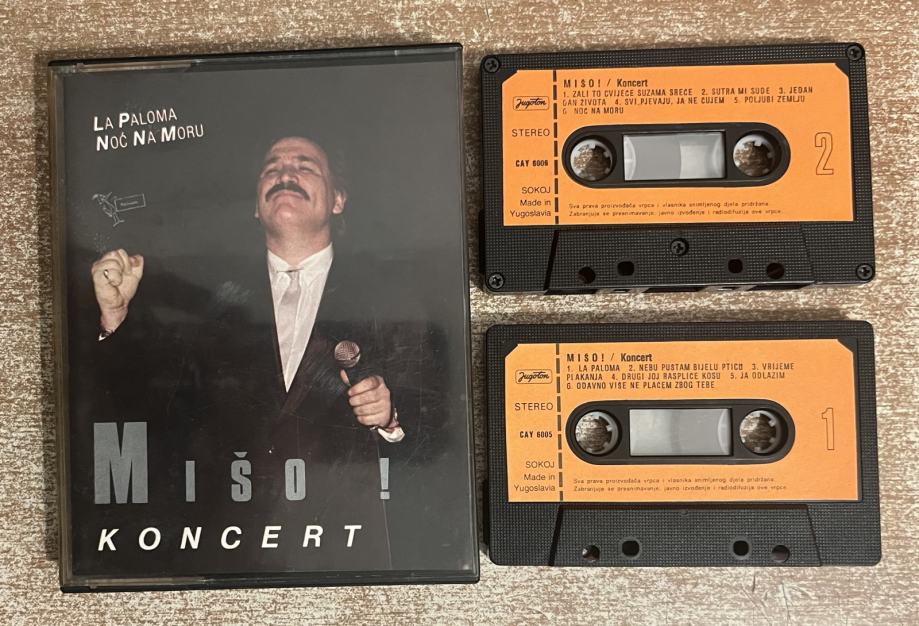 LA PALOMA
NOĆ NA MORU
MIŠO !
KONCERT
MIŠO! / Koncert
1. ZALI TO CVIJEĆE SUZAMA SREĆE 2. SUTRA MI SUDE 3. JEDAN
DAN ŽIVOTA 4. SVI PJEVAJU, JA NE ČUJEM 5. POLJUBI ZEMLJU
6. NOĆ NA MORU
Jugoton
STEREO
CAY 6006
SOKOJ
Made in
Yugoslavia
2
Sva prava proizvođača vrpce i vlasnika snimljenog djela pridržana.
Zabranjuje se presnimavanje, javno izvođenje i radiodifuzija ove vrpce.
MIŠO! / Koncert
1. LA PALOMA 2. NEBU PUSTAM BIJELU PTICU 3. VRIJEME
PLAKANJA 4. DRUGI JOJ RASPLIĆE KOSU 5. JA ODLAZIM
6. ODAVNO VIŠE NE PLAČEM ZBOG TEBE
Jugoton
STEREO
CAY 6005
SOKOJ
Made in
Yugoslavia
1
Sva prava proizvođača vrpce i vlasnika snimljenog djela pridržana.
Zabranjuje se presnimavanje, javno izvođenje i radiodifuzija ove vrpce.